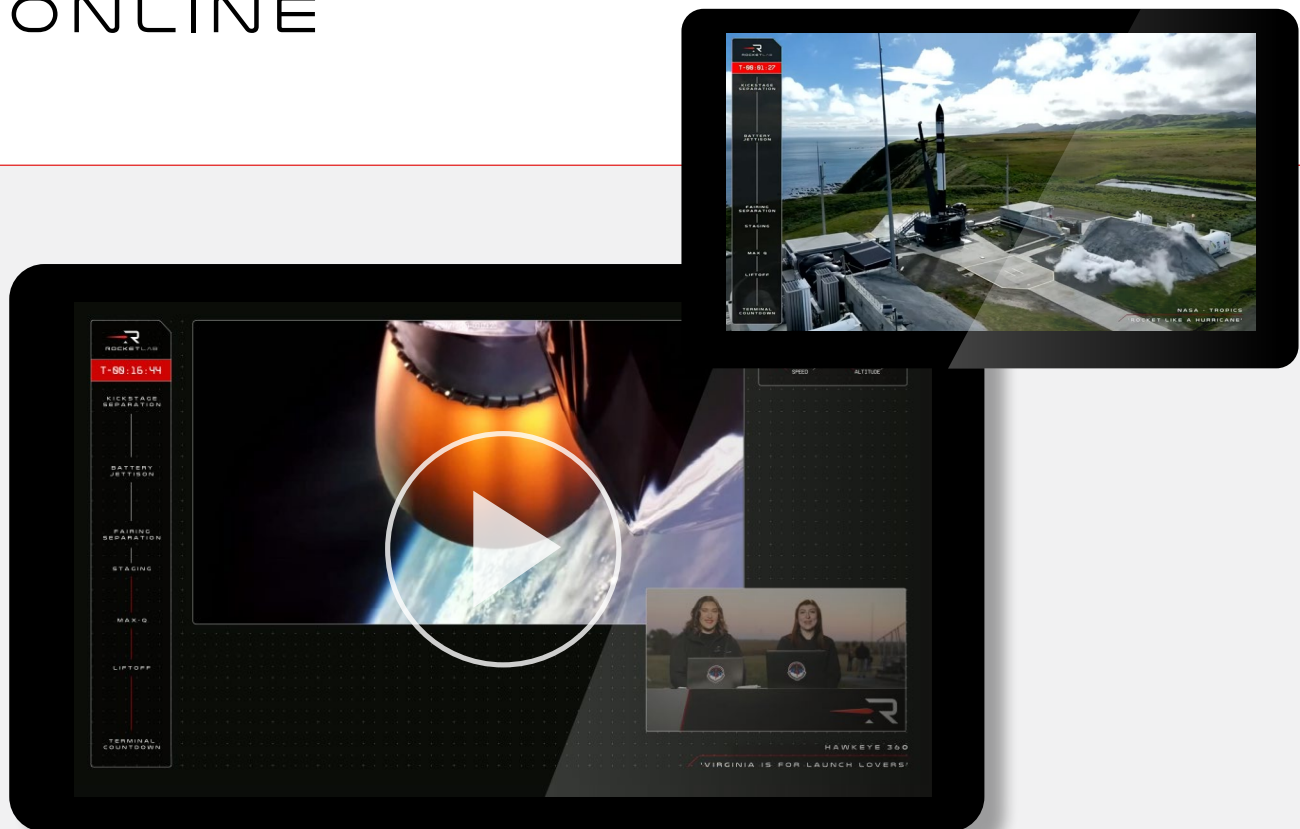 ONLINE
ROCKETLAB
T-00:01:27
KICKSTAGE
SEPARATION
BATTERY
JETTISON
FAIRING
SEPARATION
STAGING
MAX-Q
LIFTOFF
TERMINAL
COUNTDOWN
NASA - TROPICS
'ROCKET LIKE A HURRICANE'
ROCKETLAB
T-00:16:44
KICKSTAGE
SEPARATION
BATTERY
JETTISON
FAIRING
SEPARATION
STAGING
MAX-Q
LIFTOFF
TERMINAL
COUNTDOWN
SPEED
ALTITUDE
HAWKEYE 360
'VIRGINIA IS FOR LAUNCH LOVERS'